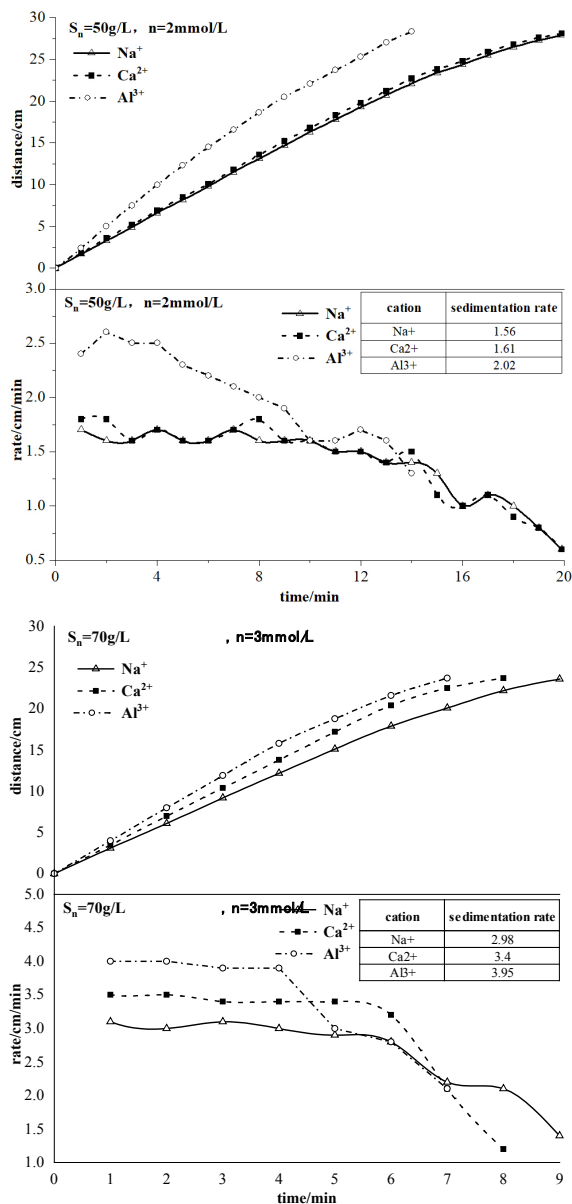 30
S_n=50g/L, n=2mmol/L
25
Na⁺
Ca²⁺
20
Al³⁺
15
distance/cm
10
5
0
3.0
S_n=50g/L, n=2mmol/L
Na⁺
Ca²⁺
Al³⁺
cation sedimentation rate
Na+ 1.56
Ca2+ 1.61
Al3+ 2.02
2.5
2.0
rate/cm/min
1.5
1.0
0.5
0 4 8 12 16 20
time/min
30
S_n=70g/L , n=3mmol/L
25
Na⁺
Ca²⁺
20
Al³⁺
15
distance/cm
10
5
0
5.0
S_n=70g/L , n=3mmol/L
Na⁺
Ca²⁺
Al³⁺
cation sedimentation rate
Na+ 2.98
Ca2+ 3.4
Al3+ 3.95
4.5
4.0
3.5
rate/cm/min
3.0
2.5
2.0
1.5
1.0
0 1 2 3 4 5 6 7 8 9
time/min